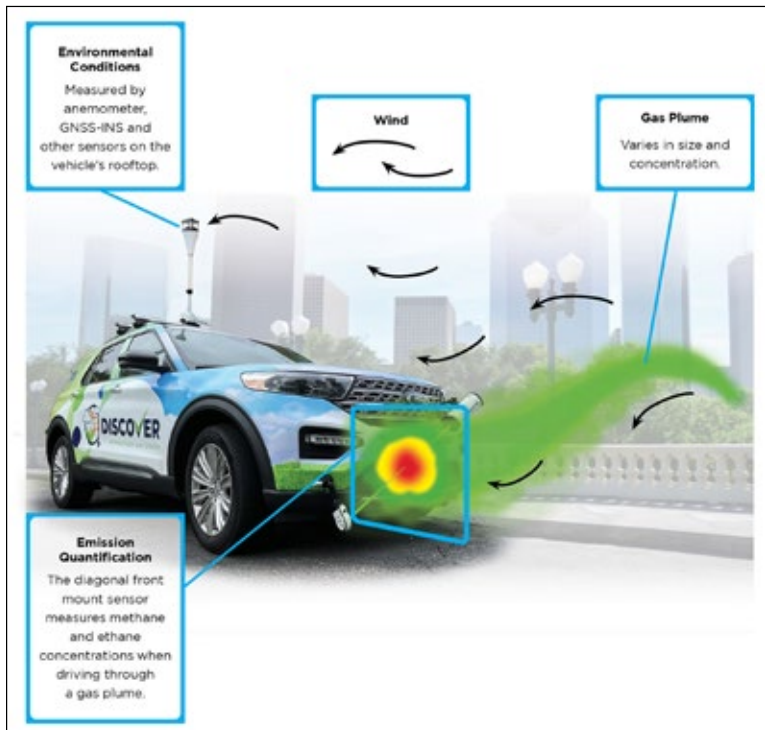 Environmental
Conditions
Measured by
anemometer,
GNSS-INS and
other sensors on the
vehicle's rooftop.
Wind
Gas Plume
Varies in size and
concentration.
DISCOVER
Emission
Quantification
The diagonal front
mount sensor
measures methane
and ethane
concentrations when
driving through
a gas plume.